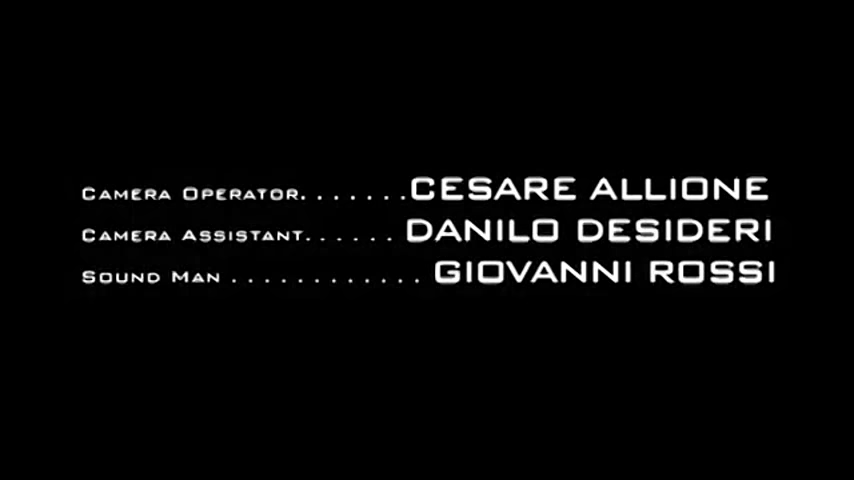 CAMERA OPERATOR. . . . . . .CESARE ALLIONE
CAMERA ASSISTANT. . . . . . DANILO DESIDERI
SOUND MAN . . . . . . . . . . . . . GIOVANNI ROSSI